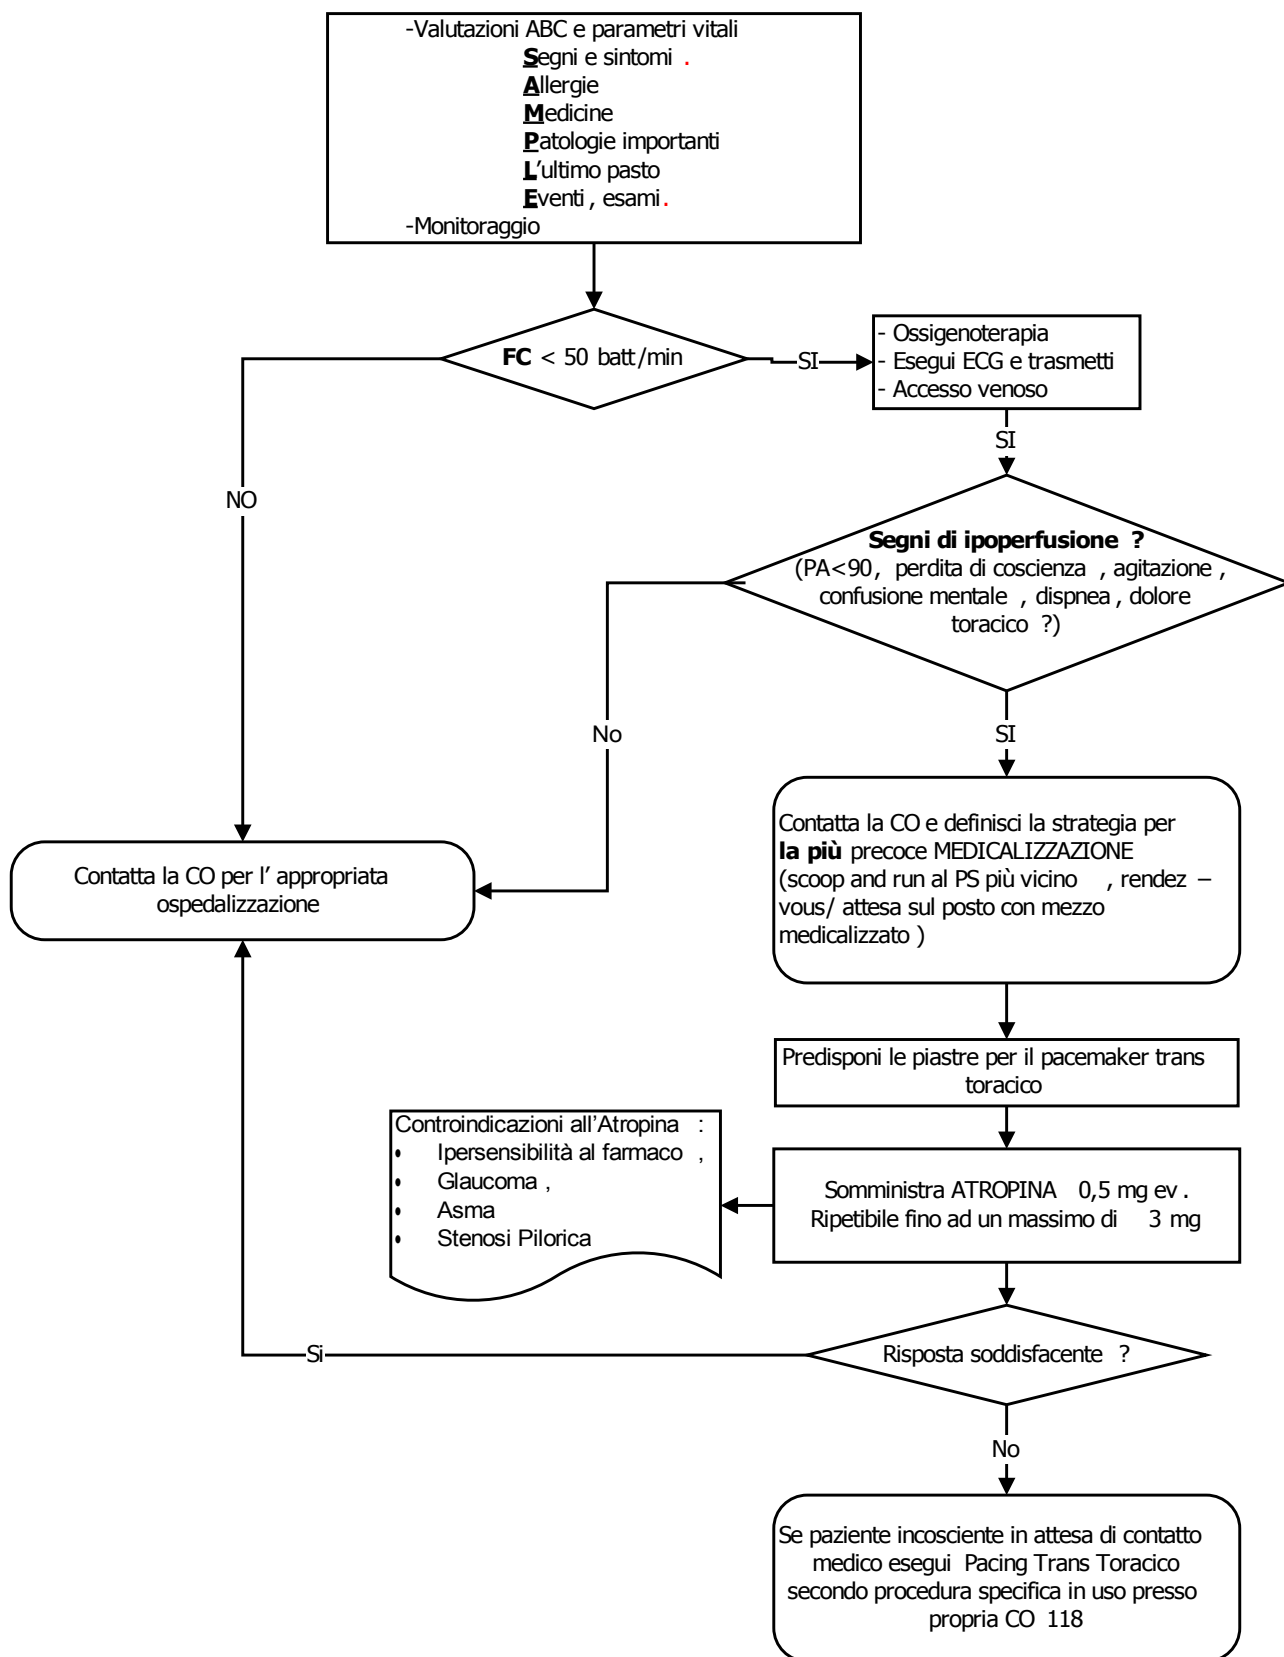 -Valutazioni ABC e parametri vitali
Segni e sintomi .
Allergie
Medicine
Patologie importanti
L'ultimo pasto
Eventi , esami.
-Monitoraggio
FC < 50 batt/min
SI
- Ossigenoterapia
- Esegui ECG e trasmetti
- Accesso venoso
SI
NO
Segni di ipoperfusione ?
(PA<90, perdita di coscienza , agitazione ,
confusione mentale , dispnea , dolore
toracico ?)
No
SI
Contatta la CO e definisci la strategia per
la più precoce MEDICALIZZAZIONE
(scoop and run al PS più vicino , rendez –
vous/ attesa sul posto con mezzo
medicalizzato )
Contatta la CO per l' appropriata
ospedalizzazione
Predisponi le piastre per il pacemaker trans
toracico
Controindicazioni all'Atropina :
• Ipersensibilità al farmaco ,
• Glaucoma ,
• Asma
• Stenosi Pilorica
Somministra ATROPINA 0,5 mg ev .
Ripetibile fino ad un massimo di 3 mg
Si
Risposta soddisfacente ?
No
Se paziente incosciente in attesa di contatto
medico esegui Pacing Trans Toracico
secondo procedura specifica in uso presso
propria CO 118